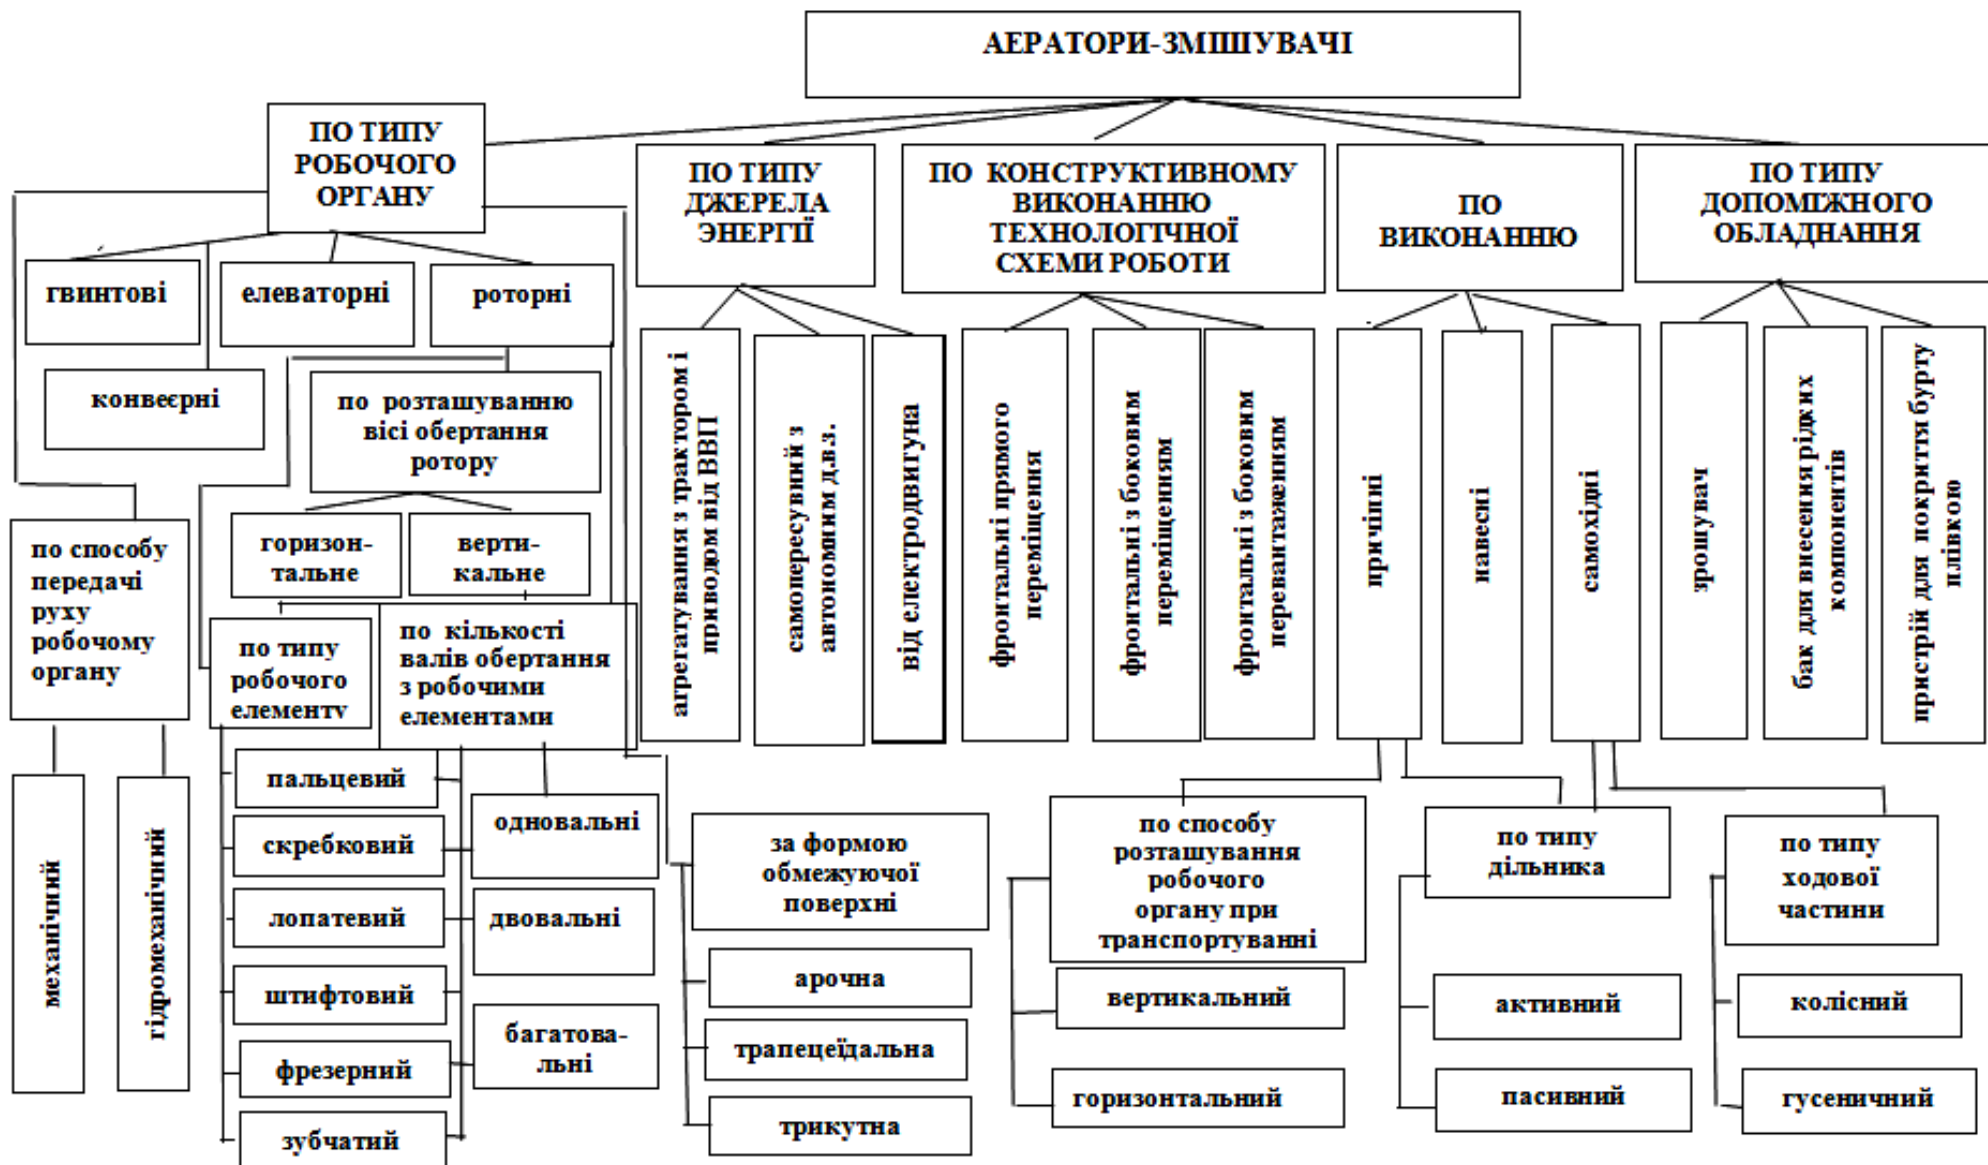 АЕРАТОРИ-ЗМІШУВАЧІ
ПО ТИПУ
РОБОЧОГО
ОРГАНУ
ПО ТИПУ
ДЖЕРЕЛА
ЭНЕРГІЇ
ПО КОНСТРУКТИВНОМУ
ВИКОНАННЮ
ТЕХНОЛОГІЧНОЇ
СХЕМИ РОБОТИ
ПО
ВИКОНАННЮ
ПО ТИПУ
ДОПОМІЖНОГО
ОБЛАДНАННЯ
гвинтові
елеваторні
роторні
конвеєрні
по розташуванню
вісі обертання
ротору
горизон-
тальне
верти-
кальне
по способу
передачі
руху
робочому
органу
по типу
робочого
елементу
по кількості
валів обертання
з робочими
елементами
агрегатування з трактором і
приводом від ВВП
самопересувний з
автономним д.в.з.
від електродвигуна
фронтальні прямого
переміщення
фронтальні з боковим
переміщенням
фронтальні з боковим
перевантаженням
причіпні
навесні
самохідні
зрошувач
бак для внесення рідких
компонентів
пристрій для покриття бурту
плівкою
механічний
гідромеханічний
пальцевий
скребковий
лопатевий
штифтовий
фрезерний
зубчатий
одновальні
двовальні
багатова-
льні
за формою
обмежуючої
поверхні
арочна
трапецеїдальна
трикутна
по способу
розташування
робочого
органу при
транспортуванні
вертикальний
горизонтальний
по типу
дільника
активний
пасивний
по типу
ходової
частини
колісний
гусеничний